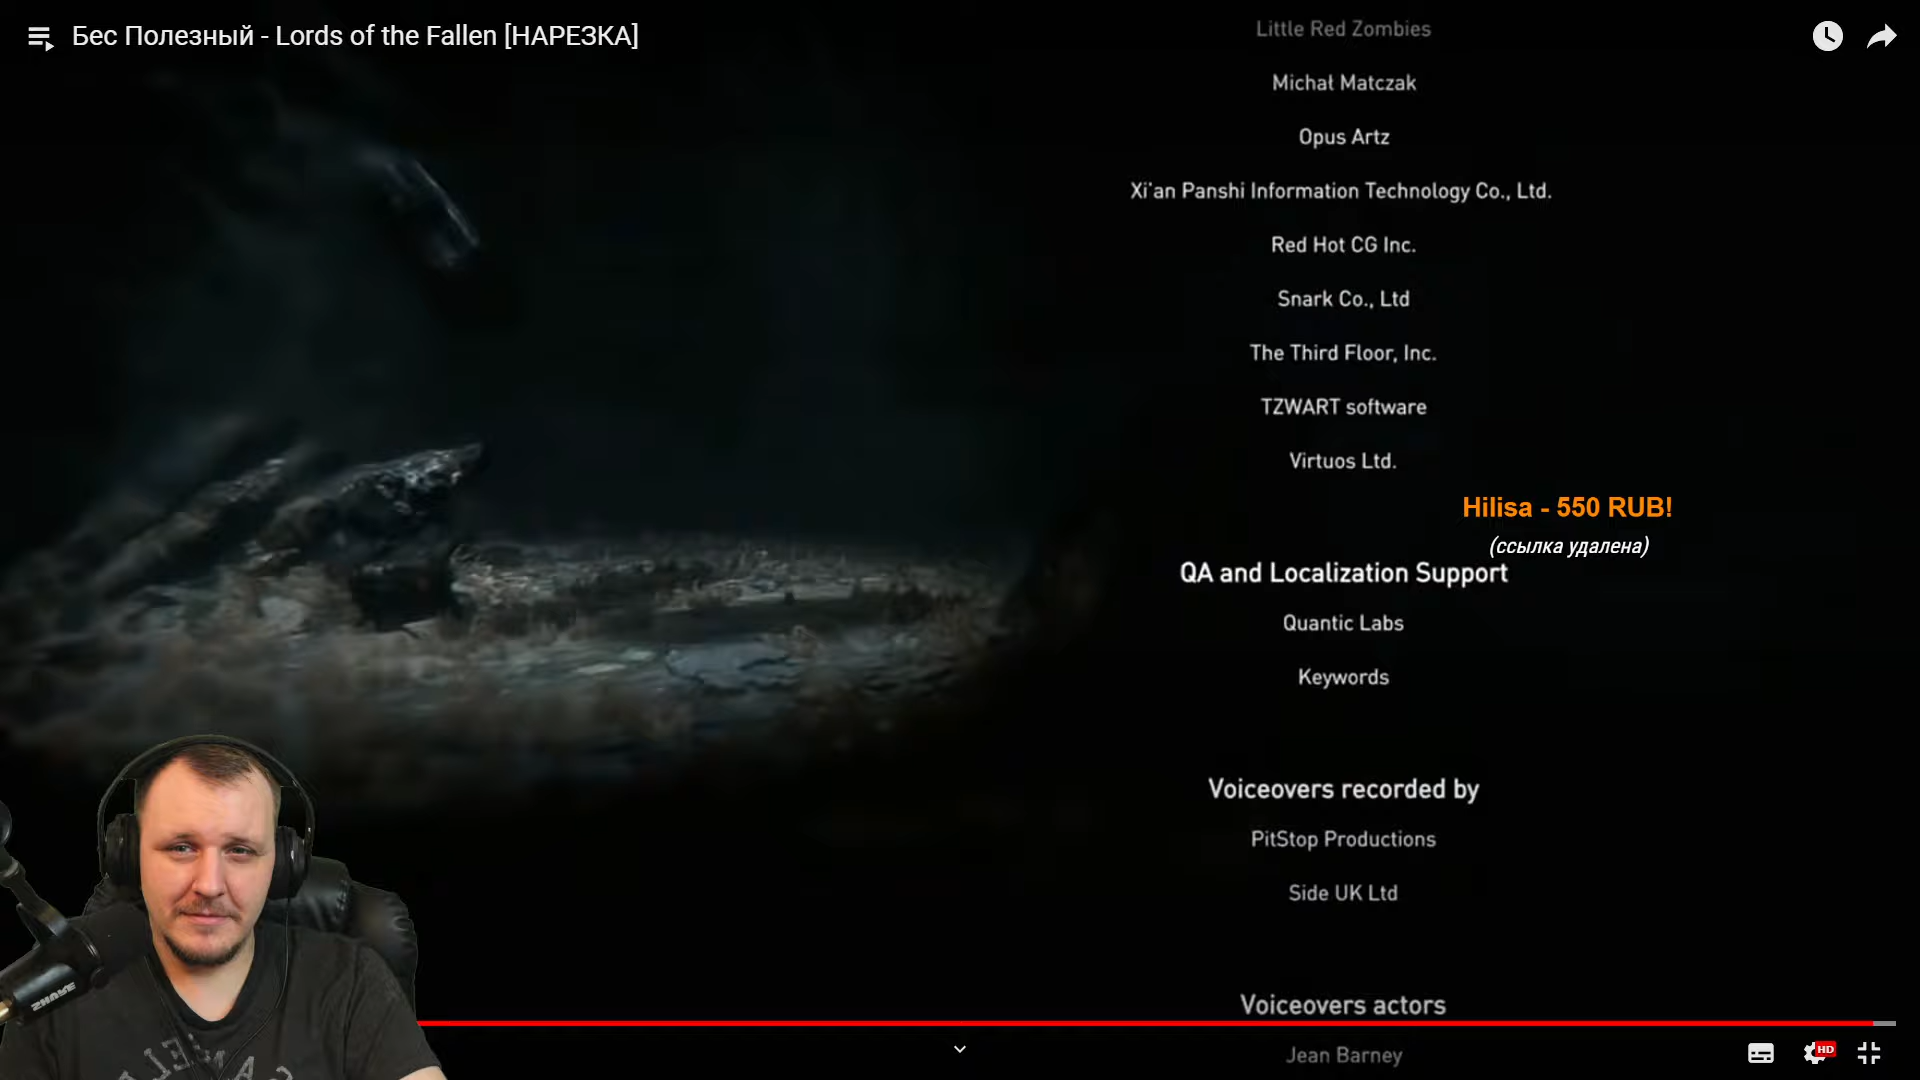 Бес Полезный - Lords of the Fallen [НАРЕЗКА]
Little Red Zombies
Michał Matczak
Opus Artz
Xi'an Panshi Information Technology Co., Ltd.
Red Hot CG Inc.
Snark Co., Ltd
The Third Floor, Inc.
TZWART software
Virtuos Ltd.
Hilisa - 550 RUB!
(ссылка удалена)
QA and Localization Support
Quantic Labs
Keywords
Voiceovers recorded by
PitStop Productions
Side UK Ltd
Voiceovers actors
Jean Barney
HD
SHURE